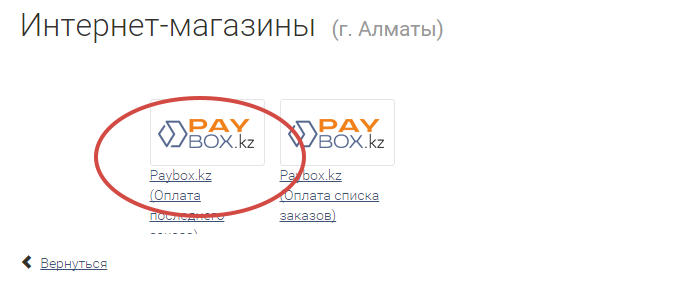 Интернет-магазины (г. Алматы)
PAY BOX.kz
PAY BOX.kz
Paybox.kz (Оплата последнего заказа)
Paybox.kz (Оплата списка заказов)
Вернуться